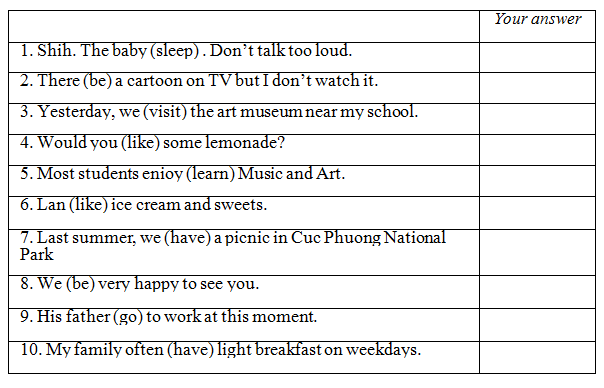 Your answer
1. Shih. The baby (sleep) . Don’t talk too loud.
2. There (be) a cartoon on TV but I don’t watch it.
3. Yesterday, we (visit) the art museum near my school.
4. Would you (like) some lemonade?
5. Most students enjoy (learn) Music and Art.
6. Lan (like) ice cream and sweets.
7. Last summer, we (have) a picnic in Cuc Phuong National
Park
8. We (be) very happy to see you.
9. His father (go) to work at this moment.
10. My family often (have) light breakfast on weekdays.